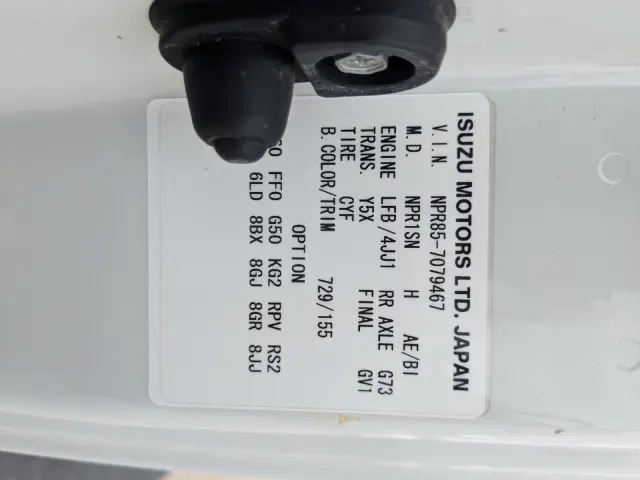 ISUZU MOTORS LTD. JAPAN
V.I.N. NPR85-7079467
M.D. NPR1SN H AE/BI
ENGINE LFB/4JJ1 RR AXLE G73
TRANS. Y5X FINAL GV1
TIRE CYF
B.COLOR/TRIM 729/155
OPTION
FF0 G50 KG2 RPV RS2
6LD 8BX 8GJ 8GR 8JJ